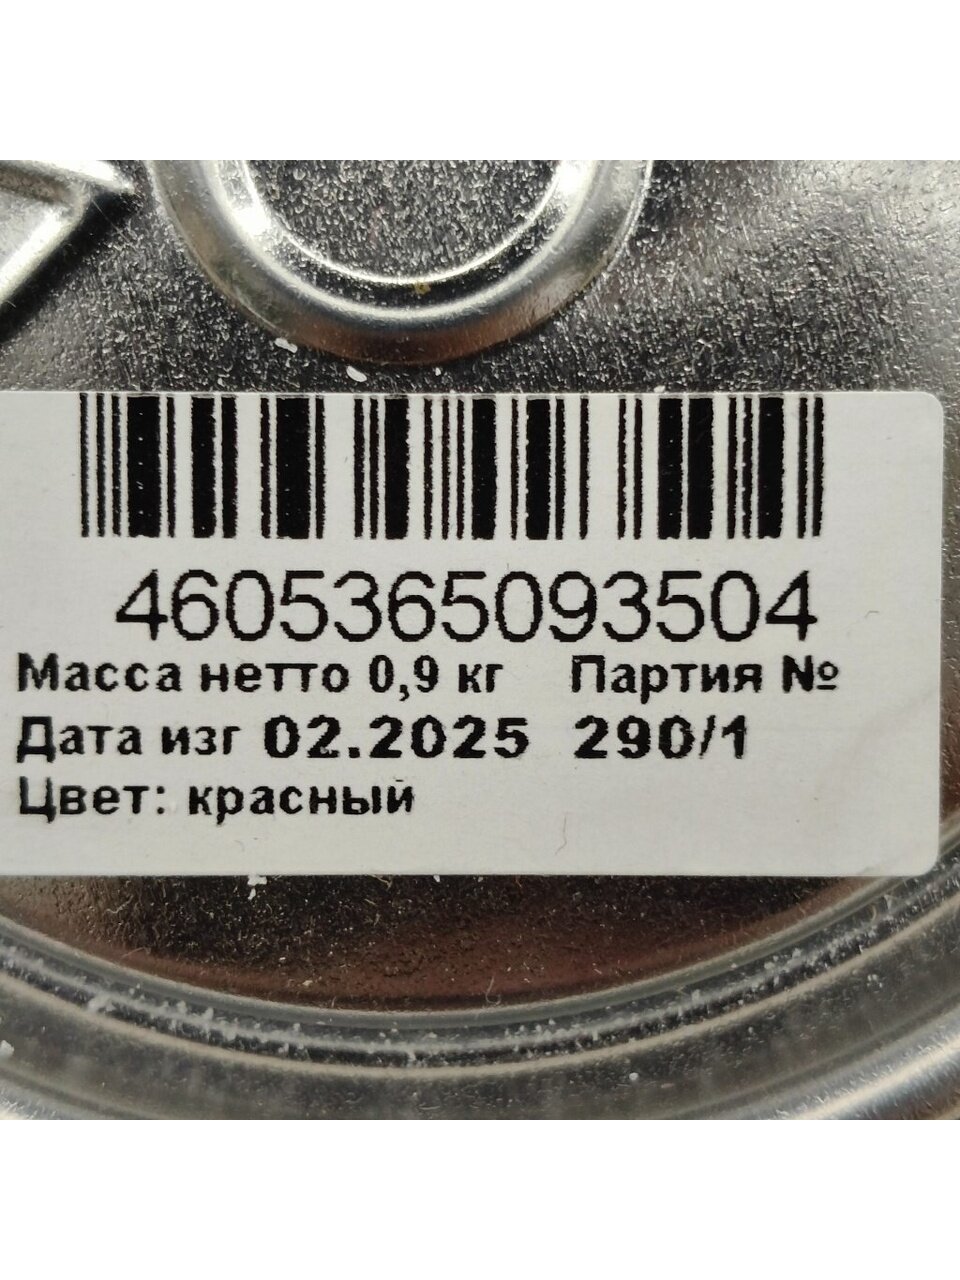 4605365093504
Масса нетто 0,9 кг Партия №
Дата изг 02.2025 290/1
Цвет: красный